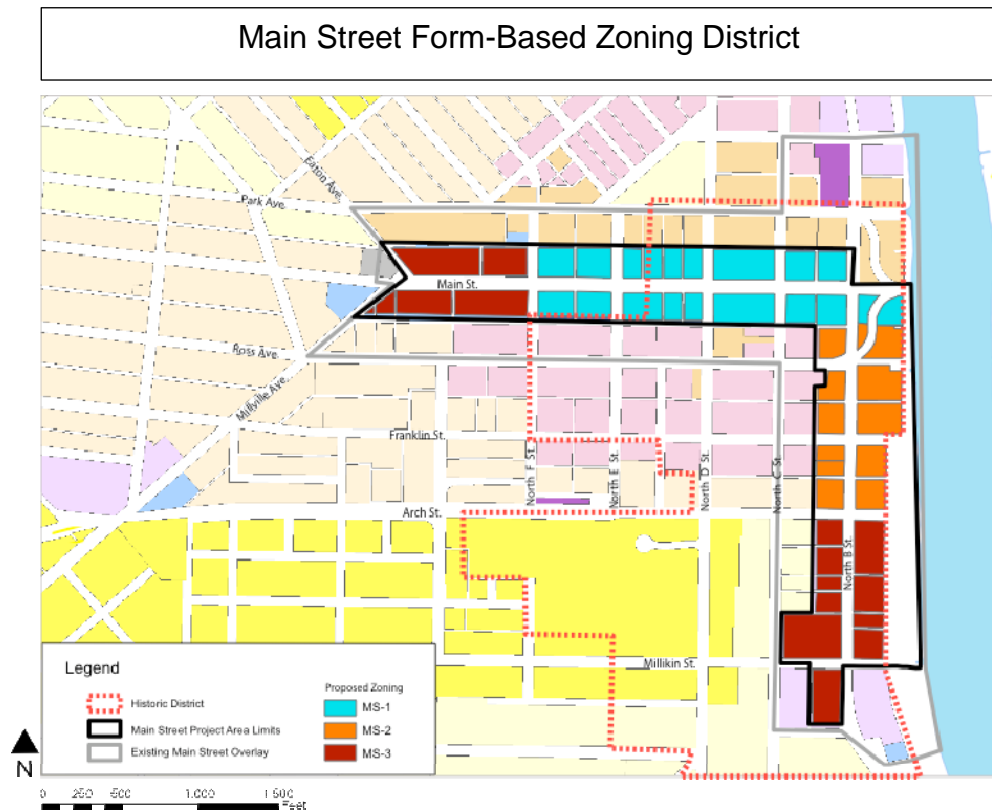 Main Street Form-Based Zoning District
Eaton Ave.
Park Ave.
Main St.
Ross Ave.
Millville Ave.
Franklin St.
North F St.
North E St.
North D St.
North C St.
Arch St.
North B St.
Millikin St.
Legend
Historic District
Main Street Project Area Limits
Existing Main Street Overlay
Proposed Zoning
MS-1
MS-2
MS-3
N
0 250 500 1,000 1 500
Feet